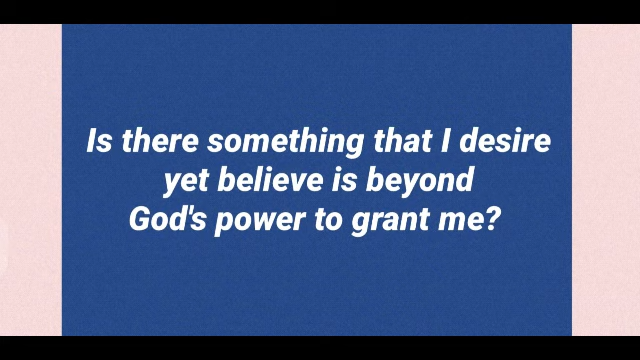 Is there something that I desire
yet believe is beyond
God's power to grant me?